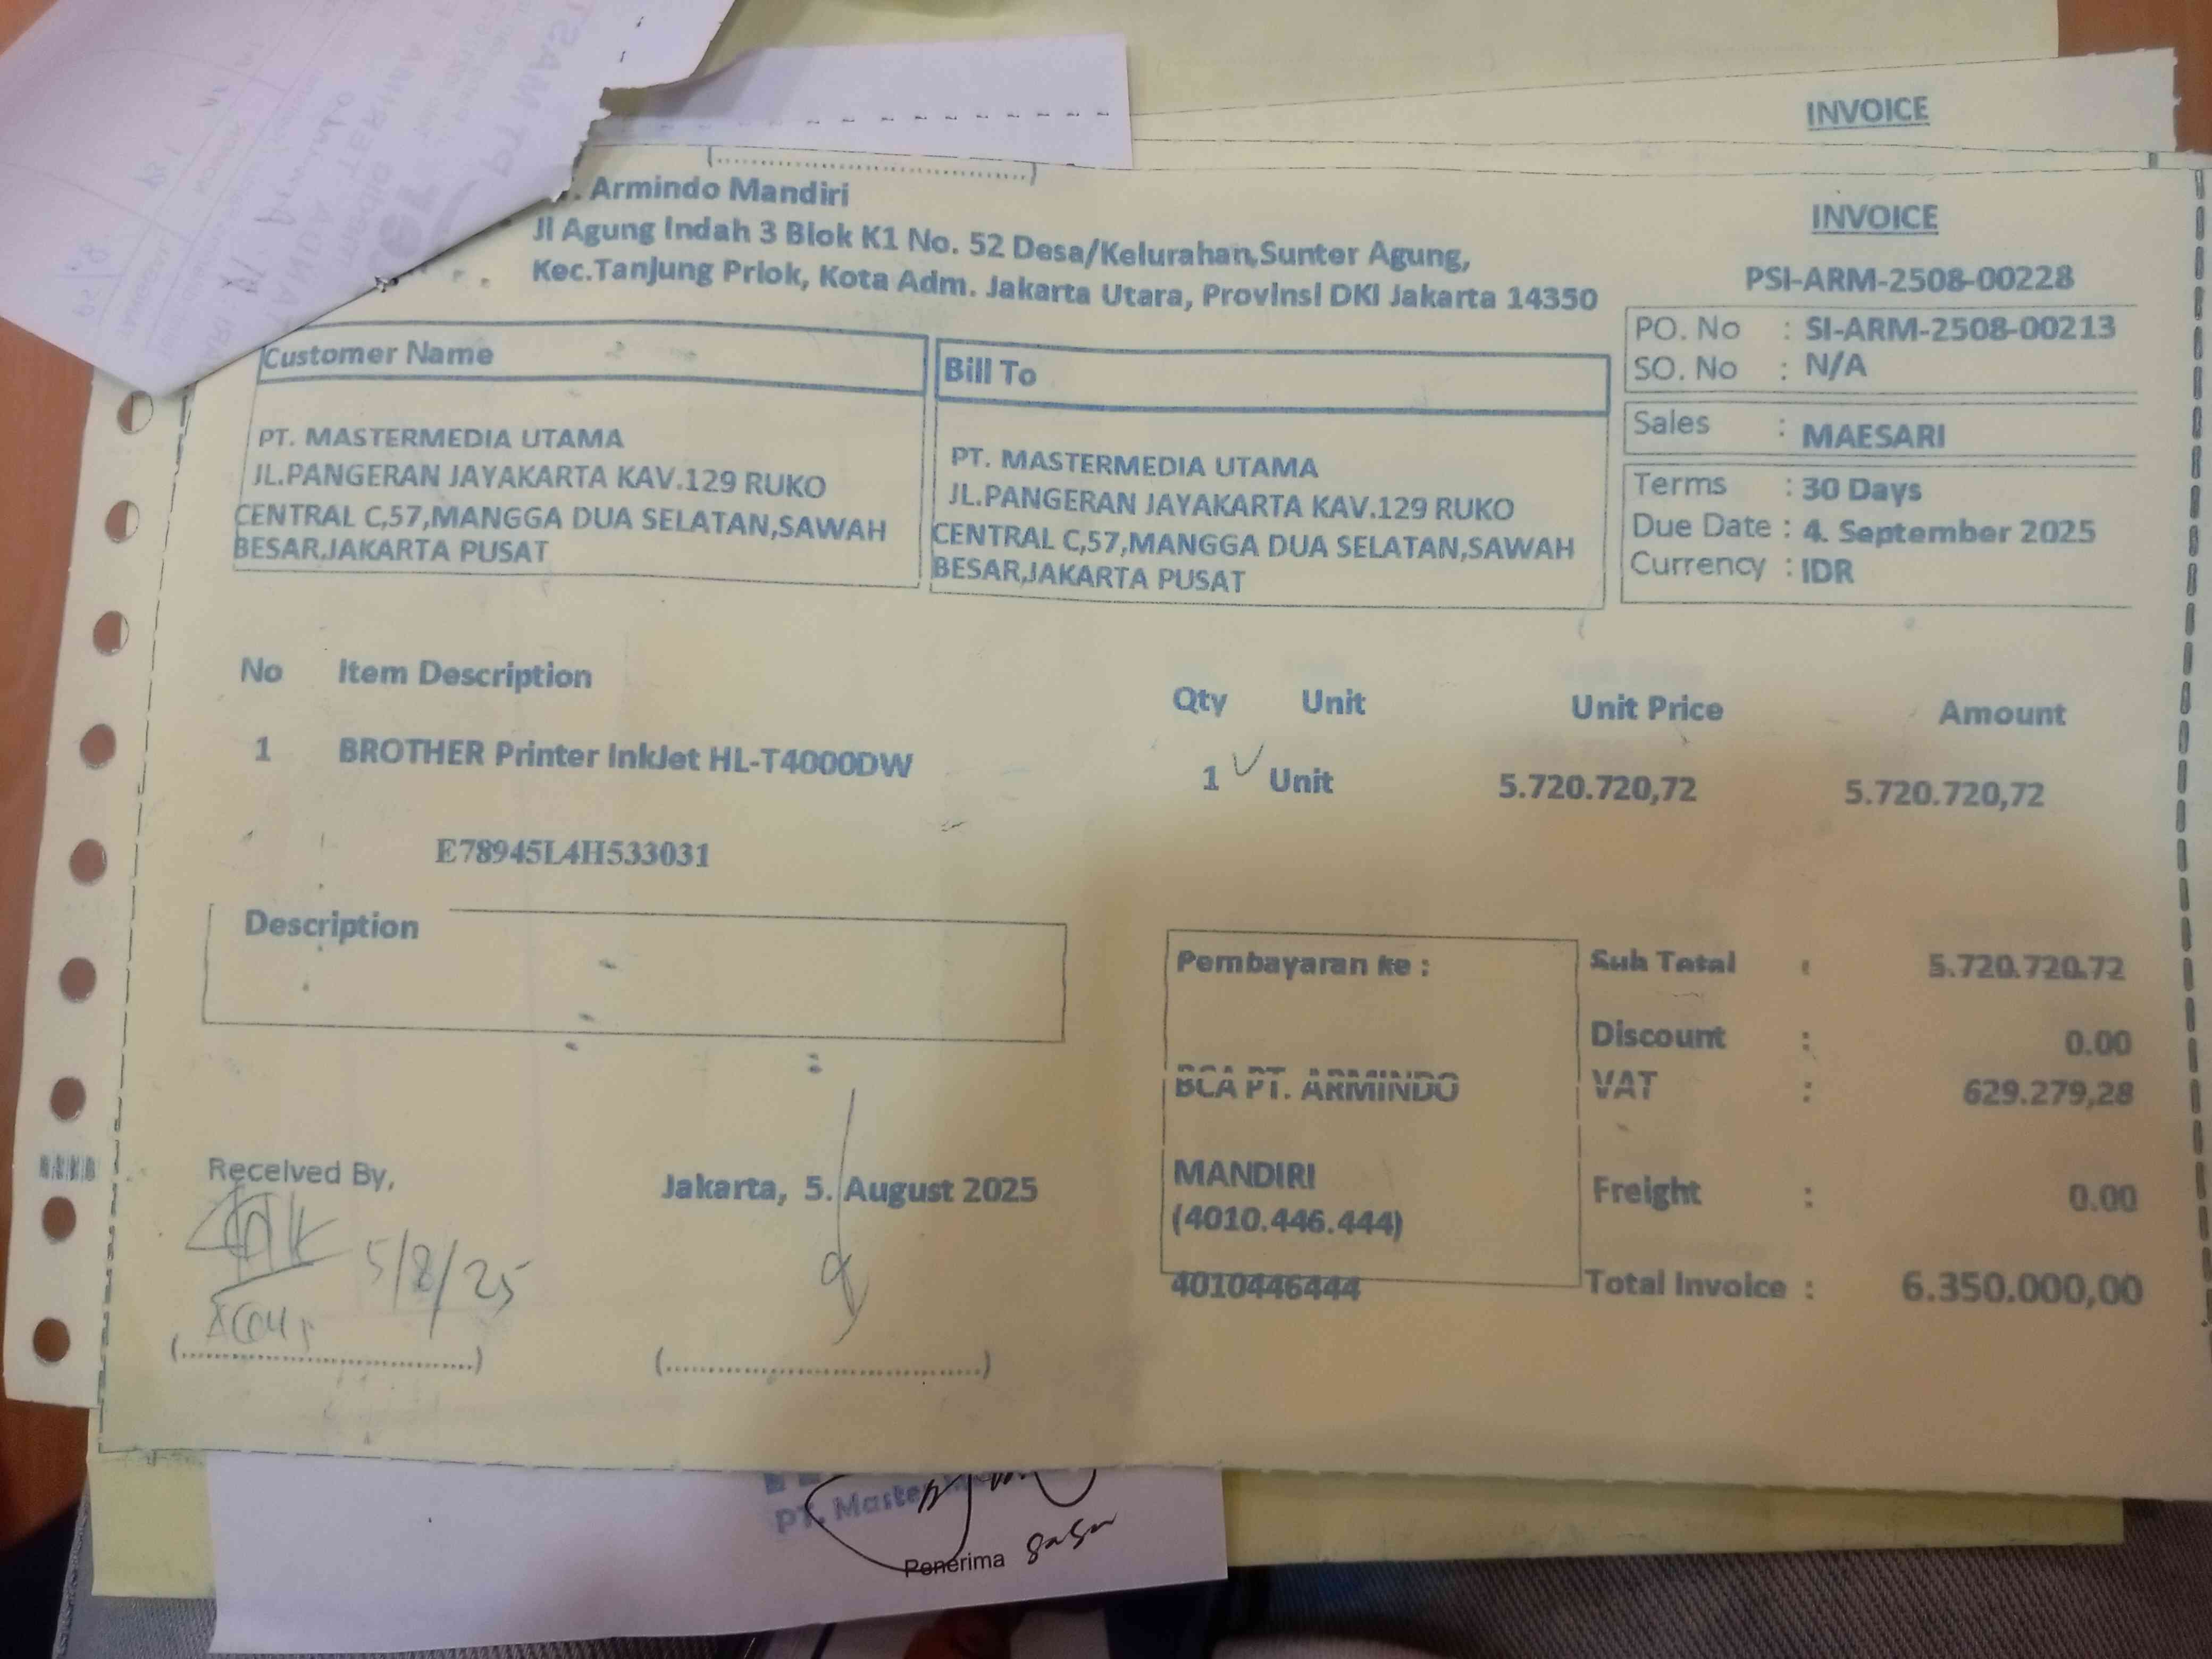 INVOICE
Armindo Mandiri
Jl Agung Indah 3 Blok K1 No. 52 Desa/Kelurahan,Sunter Agung,
Kec.Tanjung Priok, Kota Adm. Jakarta Utara, Provinsi DKI Jakarta 14350
INVOICE
PSI-ARM-2508-00228
PO. No : SI-ARM-2508-00213
SO. No : N/A
Sales : MAESARI
Terms : 30 Days
Due Date : 4. September 2025
Currency : IDR
Customer Name
PT. MASTERMEDIA UTAMA
JL.PANGERAN JAYAKARTA KAV.129 RUKO
CENTRAL C,57,MANGGA DUA SELATAN,SAWAH
BESAR,JAKARTA PUSAT
Bill To
PT. MASTERMEDIA UTAMA
JL.PANGERAN JAYAKARTA KAV.129 RUKO
CENTRAL C,57,MANGGA DUA SELATAN,SAWAH
BESAR,JAKARTA PUSAT
No Item Description Qty Unit Unit Price Amount
1 BROTHER Printer InkJet HL-T4000DW 1 Unit 5.720.720,72 5.720.720,72
E78945L4H533031
Description
Pembayaran ke :
BCA PT. ARMINDO
MANDIRI
(4010.446.444)
4010446444
Sub Total : 5.720.720.72
Discount : 0.00
VAT : 629.279,28
Freight : 0.00
Total Invoice : 6.350.000,00
Received By,
5/8/25
(..............................)
Jakarta, 5. August 2025
(..............................)
PT. Master
Penerima